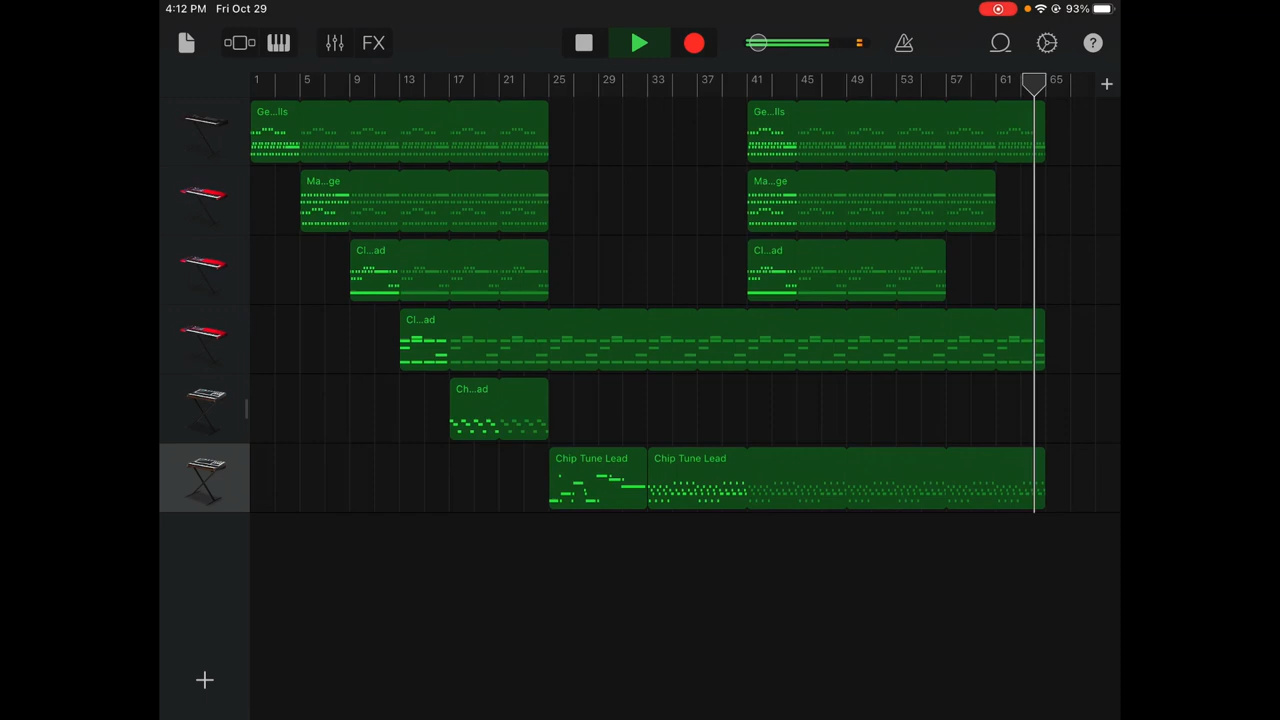 4:12 PM Fri Oct 29
93%
FX
?
1 5 9 13 17 21 25 29 33 37 41 45 49 53 57 61 65
+
Ge...lls Ge...lls
Ma...ge Ma...ge
Cl...ad Cl...ad
Cl...ad
Ch...ad
Chip Tune Lead Chip Tune Lead
+